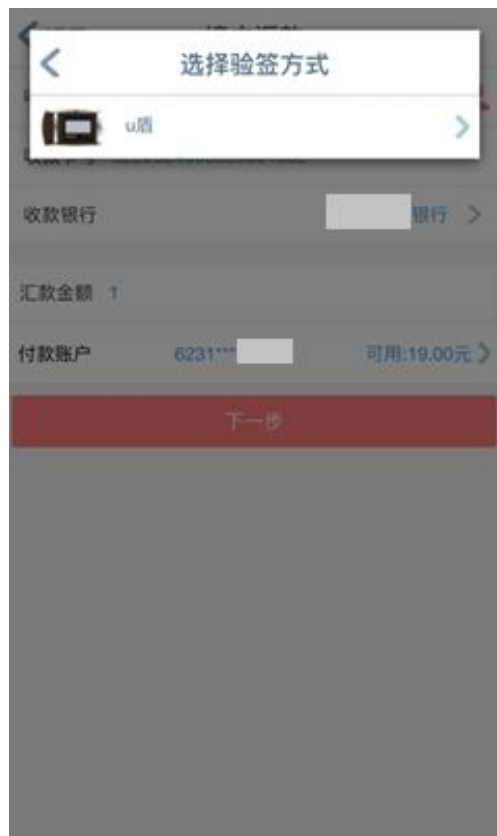 选择验签方式
u盾
收款银行 银行
汇款金额 1
付款账户 6231*** 可用:19.00元
下一步